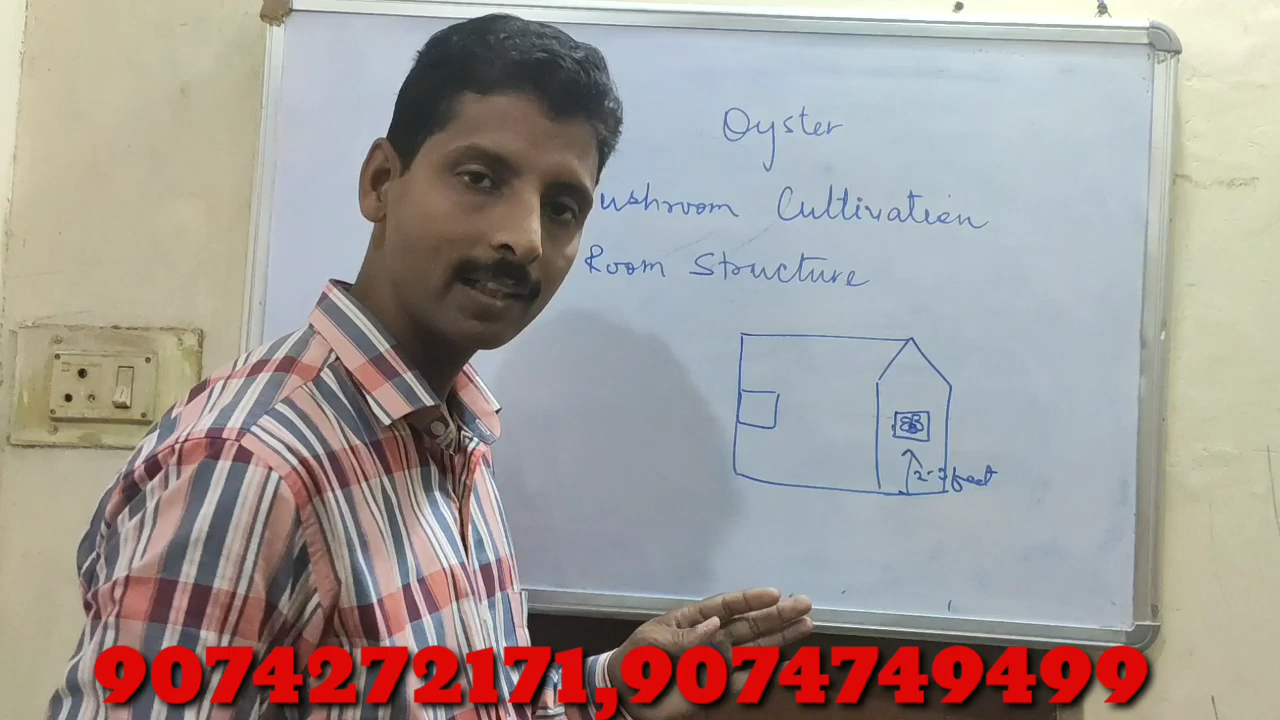 Oyster
ushroom Cultivation
Room Structure
2-3 feet
9074272171,9074749499